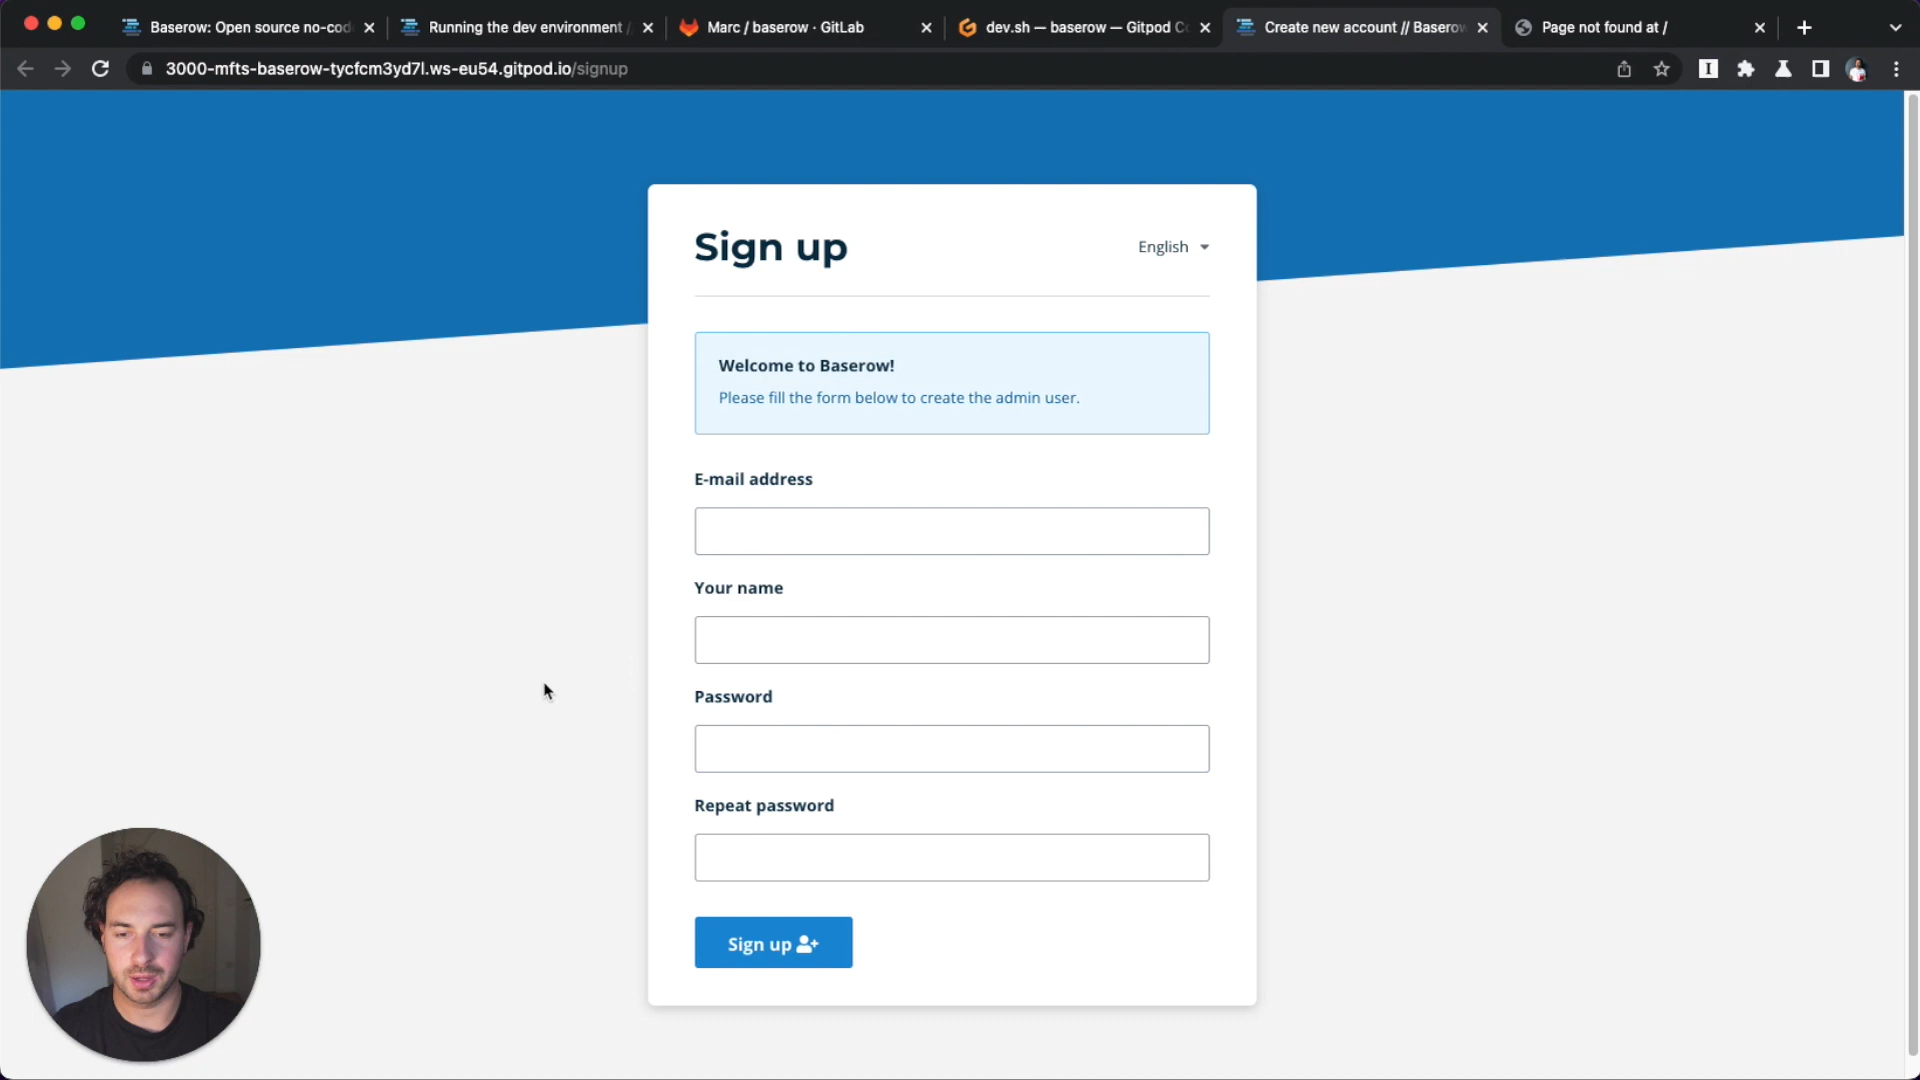 Baserow: Open source no-cod
Running the dev environment /
Marc / baserow · GitLab
dev.sh — baserow — Gitpod Co
Create new account // Baserow
Page not found at /
3000-mfts-baserow-tycfcm3yd7l.ws-eu54.gitpod.io/signup
Sign up
English
Welcome to Baserow!
Please fill the form below to create the admin user.
E-mail address
Your name
Password
Repeat password
Sign up